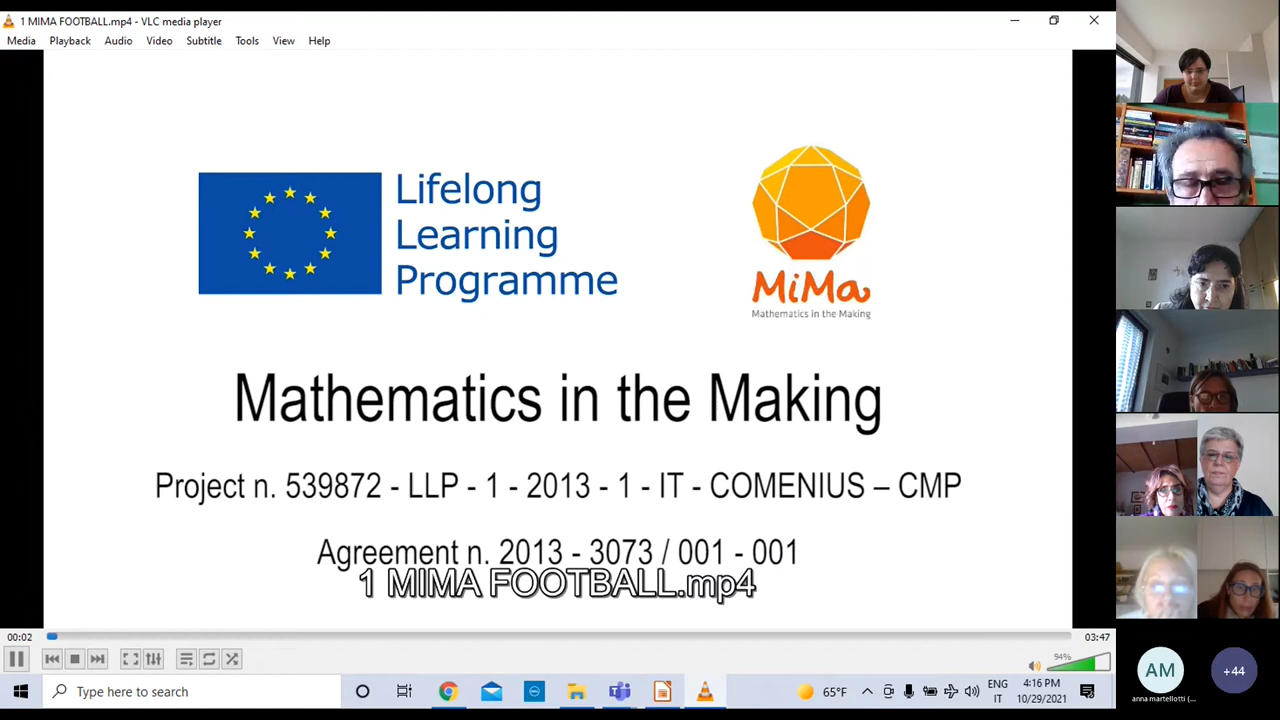 1 MIMA FOOTBALL.mp4 - VLC media player
Media Playback Audio Video Subtitle Tools View Help
Lifelong
Learning
Programme
MiMa
Mathematics in the Making
Mathematics in the Making
Project n. 539872 - LLP - 1 - 2013 - 1 - IT - COMENIUS – CMP
Agreement n. 2013 - 3073 / 001 - 001
1 MIMA FOOTBALL.mp4
00:02
03:47
94%
Type here to search
65°F
ENG
IT
4:16 PM
10/29/2021
AM
anna martellotti (...
+44